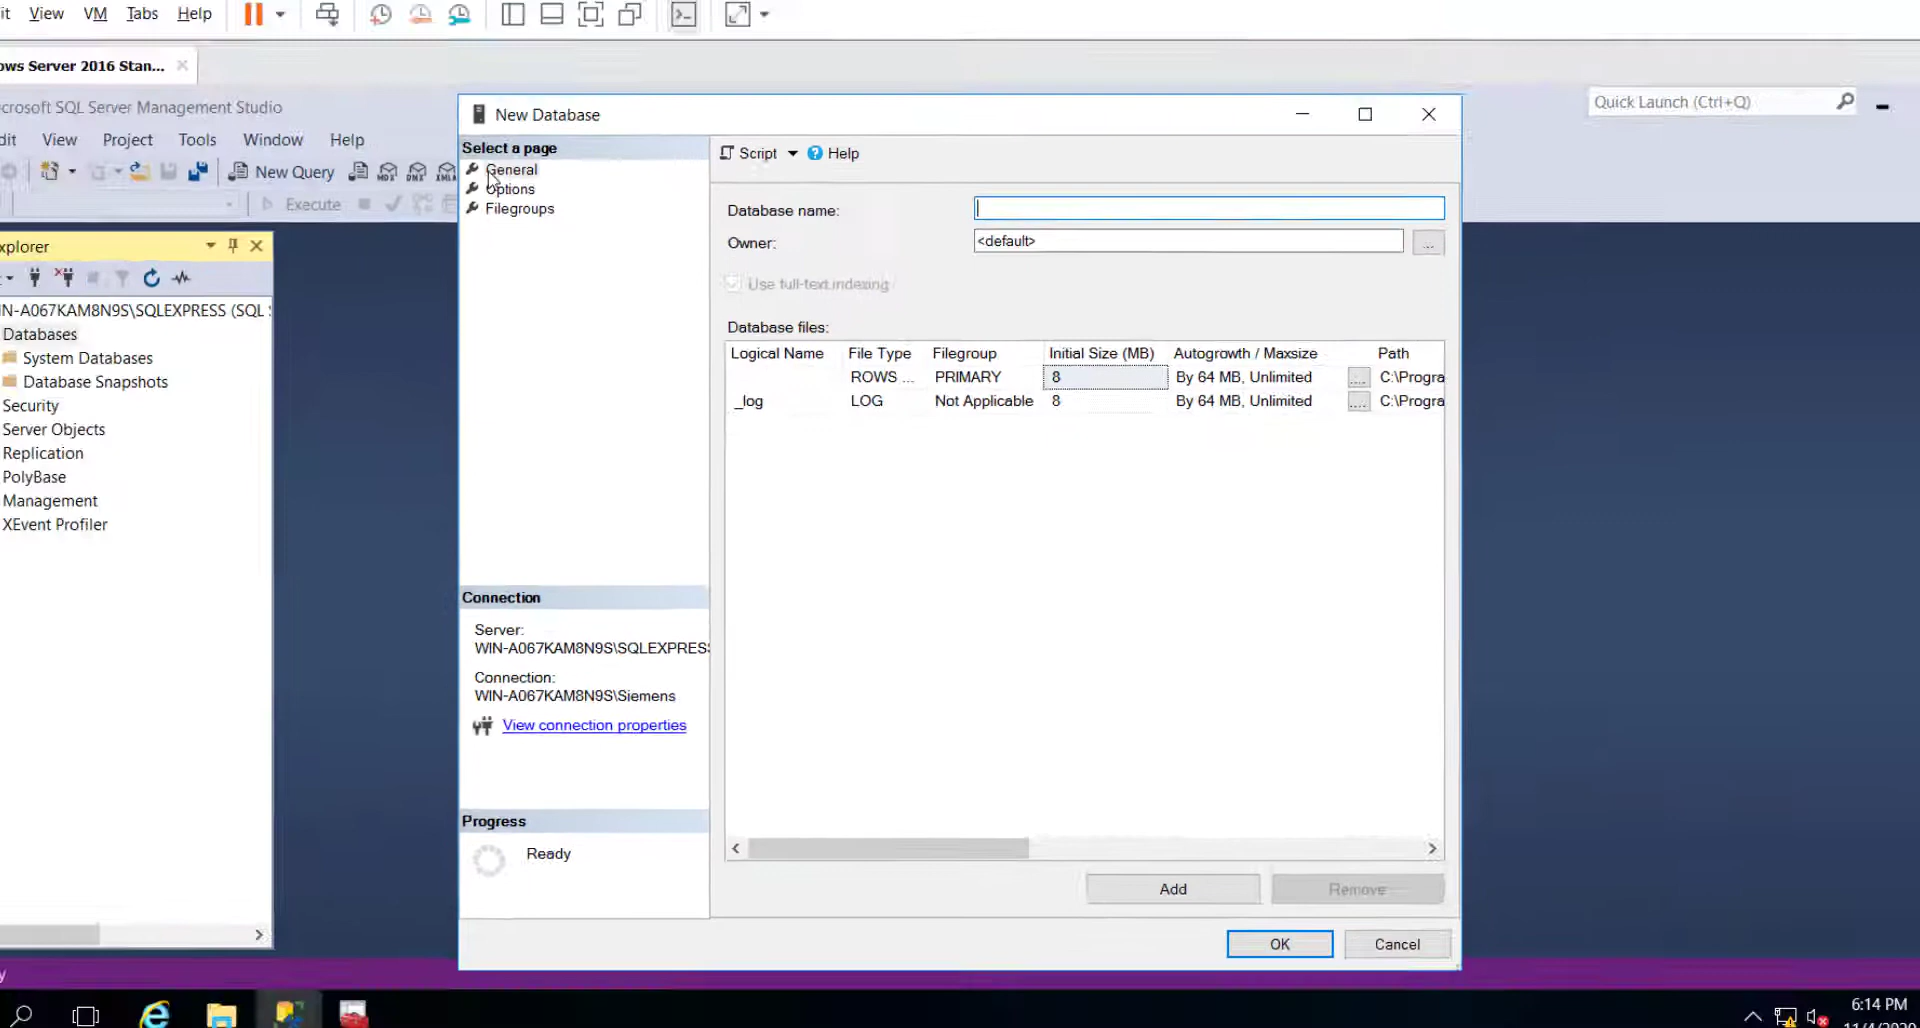 it View VM Tabs Help
ows Server 2016 Stan...
crosoft SQL Server Management Studio
Quick Launch (Ctrl+Q)
dit View Project Tools Window Help
New Query
Execute
xplorer
IN-A067KAM8N9S\SQLEXPRESS (SQL S
Databases
System Databases
Database Snapshots
Security
Server Objects
Replication
PolyBase
Management
XEvent Profiler
New Database
Select a page
General
Options
Filegroups
Script Help
Database name:
Owner: <default> ...
Use full-text indexing
Database files:
Logical Name File Type Filegroup Initial Size (MB) Autogrowth / Maxsize Path
ROWS ... PRIMARY 8 By 64 MB, Unlimited ... C:\Progra
_log LOG Not Applicable 8 By 64 MB, Unlimited ... C:\Progra
Connection
Server:
WIN-A067KAM8N9S\SQLEXPRESS
Connection:
WIN-A067KAM8N9S\Siemens
View connection properties
Progress
Ready
Add Remove
OK Cancel
y
6:14 PM